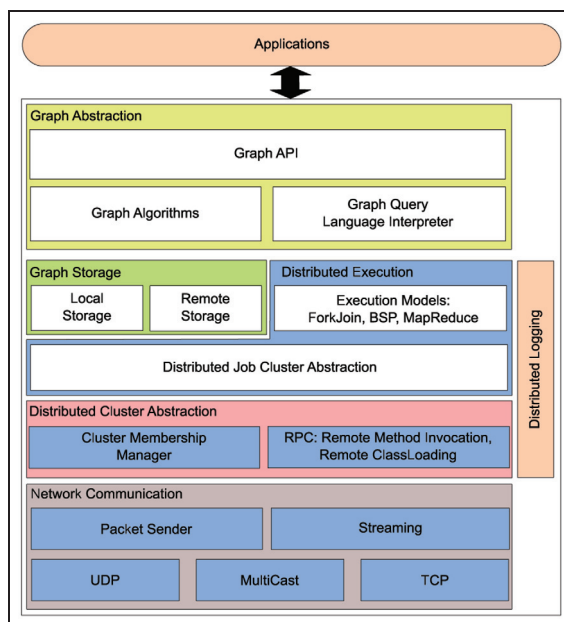 Applications
Graph Abstraction
Graph API
Graph Algorithms
Graph Query
Language Interpreter
Graph Storage
Local
Storage
Remote
Storage
Distributed Execution
Execution Models:
ForkJoin, BSP, MapReduce
Distributed Job Cluster Abstraction
Distributed Logging
Distributed Cluster Abstraction
Cluster Membership
Manager
RPC: Remote Method Invocation,
Remote ClassLoading
Network Communication
Packet Sender
Streaming
UDP
MultiCast
TCP